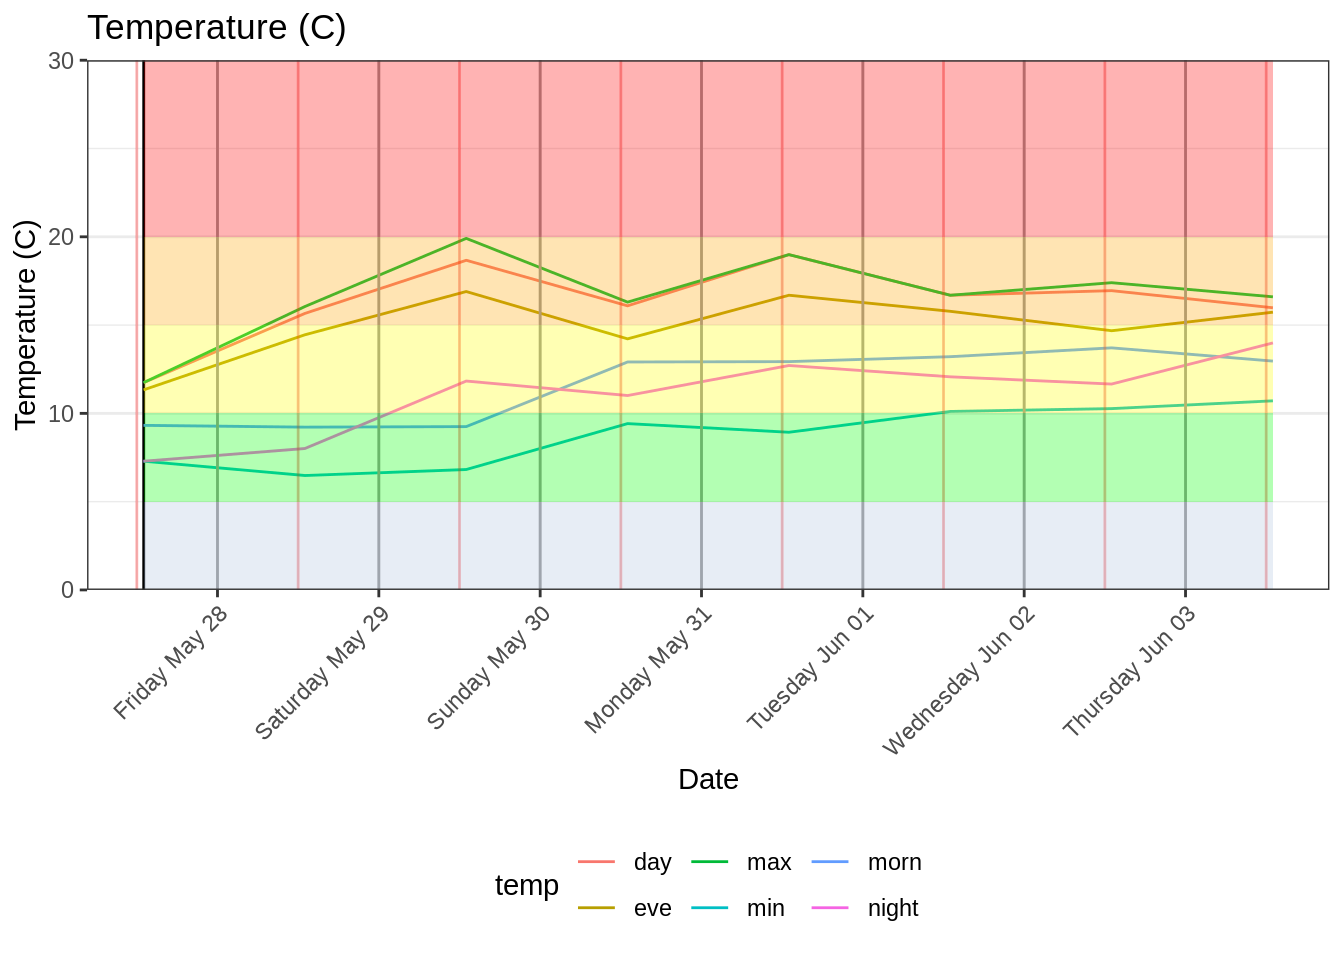 Temperature (C)
Temperature (C)
30
20
10
0
Friday May 28
Saturday May 29
Sunday May 30
Monday May 31
Tuesday Jun 01
Wednesday Jun 02
Thursday Jun 03
Date
temp
day max morn
eve min night